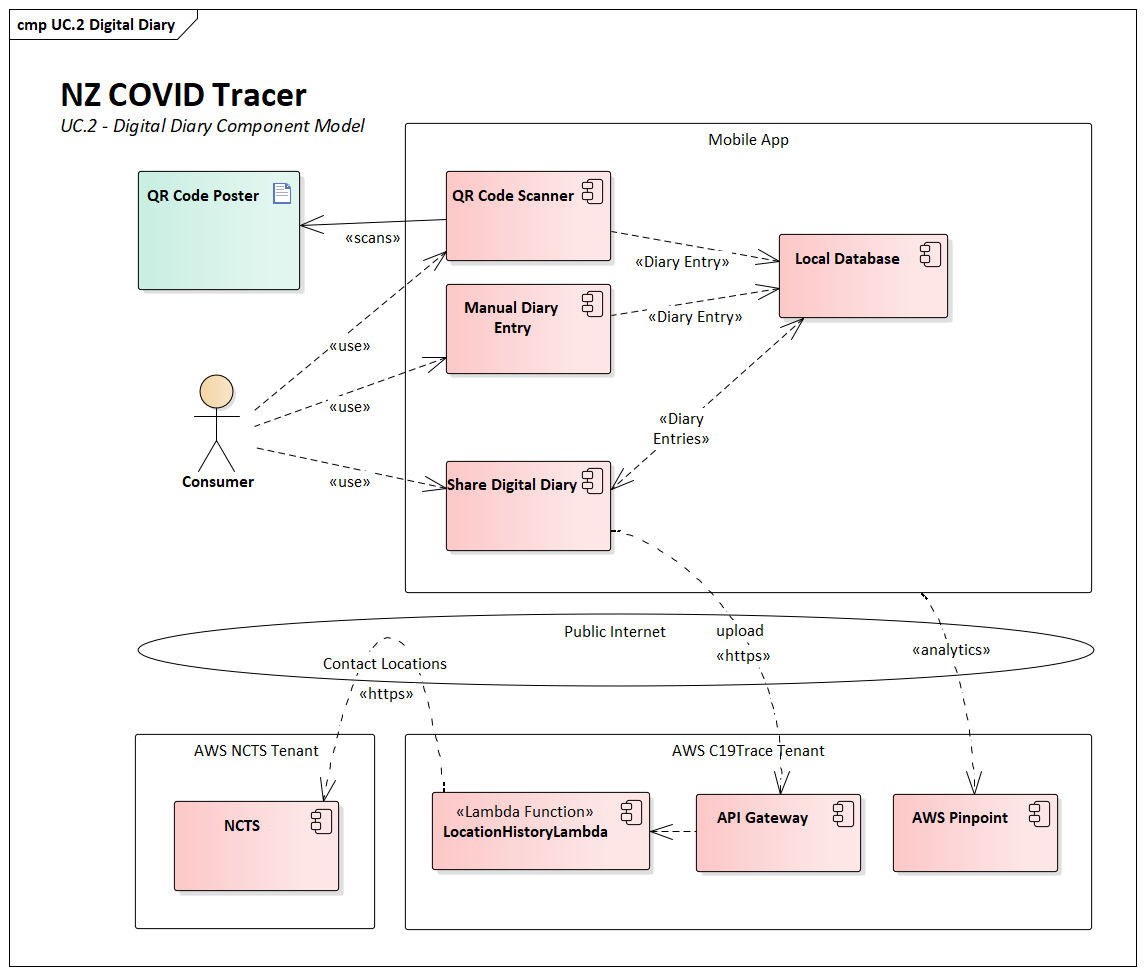 cmp UC.2 Digital Diary
NZ COVID Tracer
UC.2 - Digital Diary Component Model
Mobile App
QR Code Poster
QR Code Scanner
«scans»
«Diary Entry»
Local Database
Manual Diary
Entry
«Diary Entry»
«use»
«use»
«Diary
Entries»
Consumer
«use»
Share Digital Diary
Public Internet
upload
«https»
«analytics»
Contact Locations
«https»
AWS NCTS Tenant
AWS C19Trace Tenant
NCTS
«Lambda Function»
LocationHistoryLambda
API Gateway
AWS Pinpoint